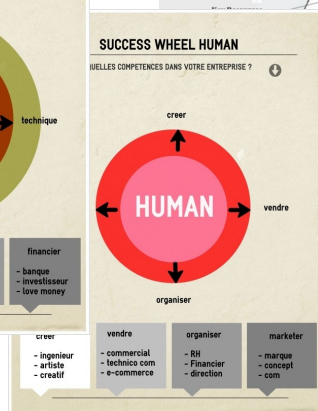 SUCCESS WHEEL HUMAN
UELLES COMPETENCES DANS VOTRE ENTREPRISE ?
creer
technique
HUMAN
vendre
organiser
financier
- banque
- investisseur
- love money
creer
- ingenieur
- artiste
- creatif
vendre
- commercial
- technico com
- e-commerce
organiser
- RH
- Financier
- direction
marketer
- marque
- concept
- com